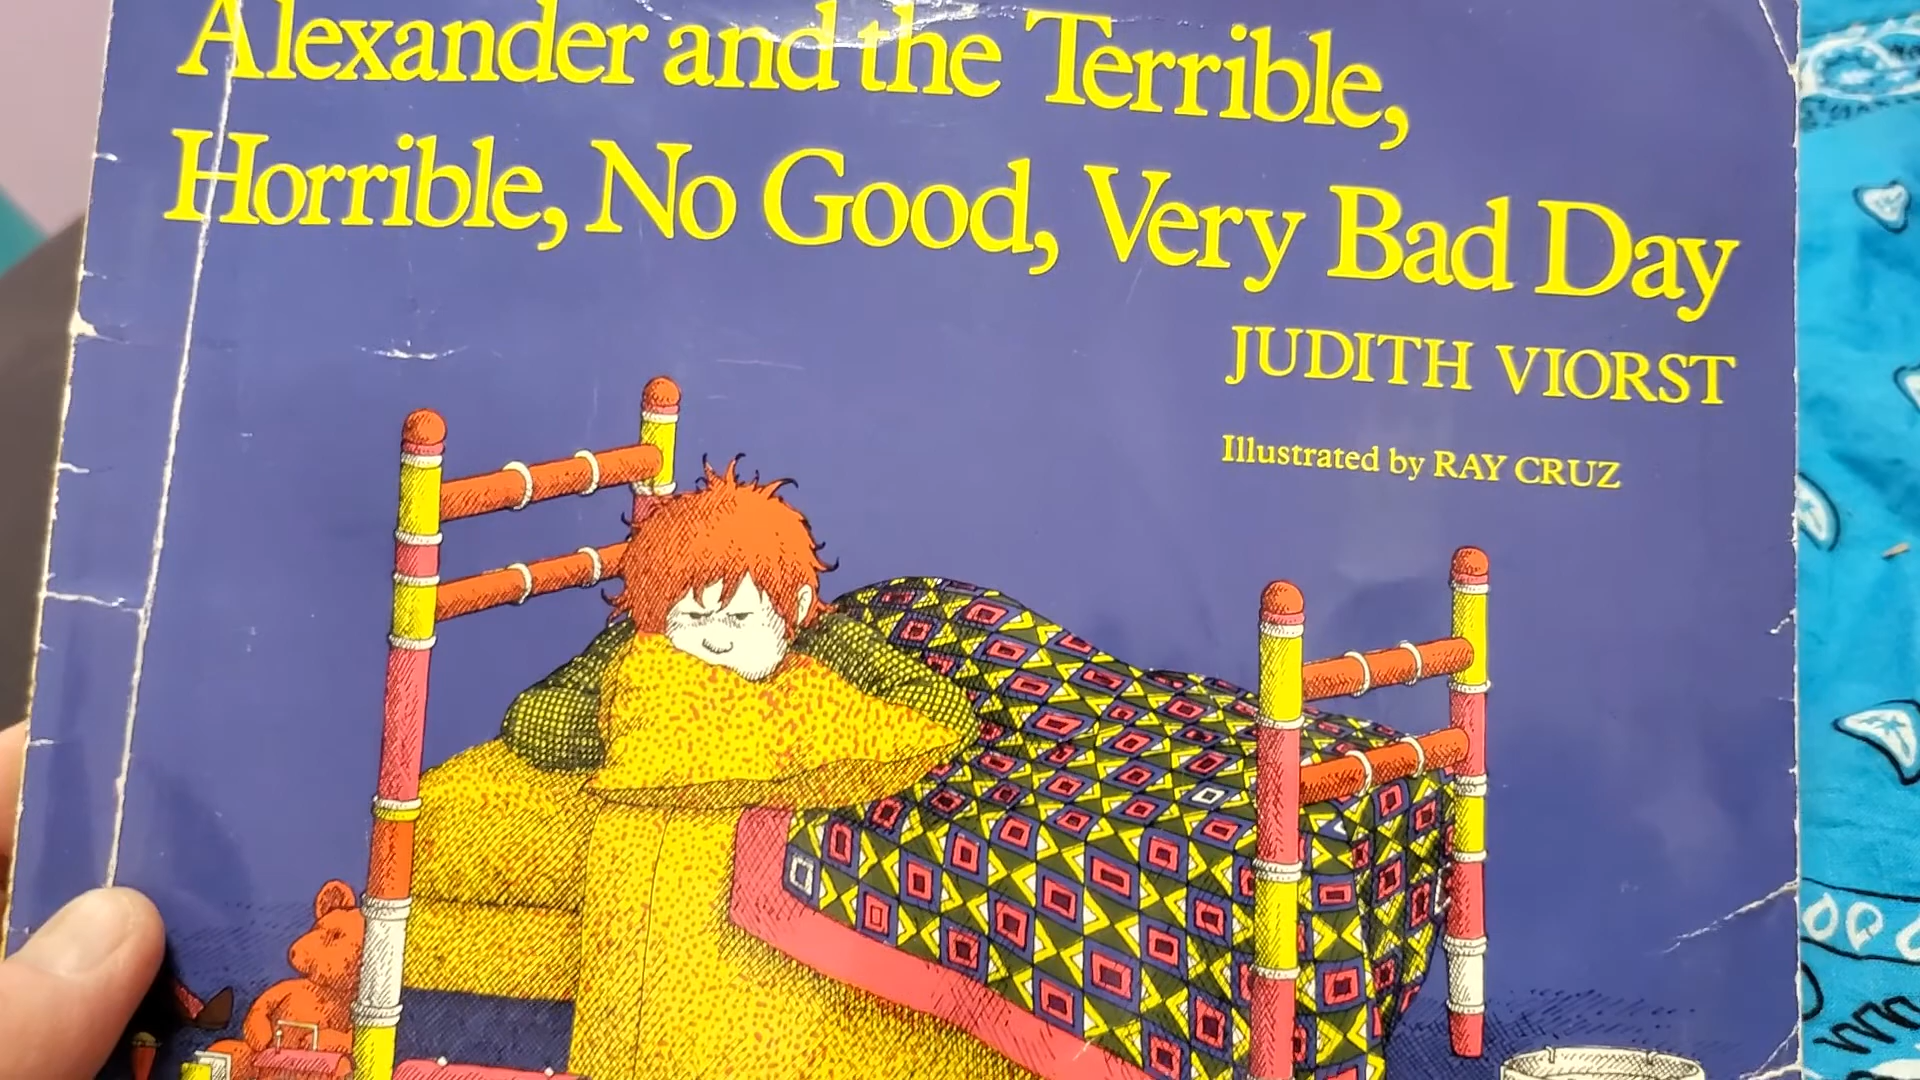 Alexander and the Terrible,
Horrible, No Good, Very Bad Day
JUDITH VIORST
Illustrated by RAY CRUZ